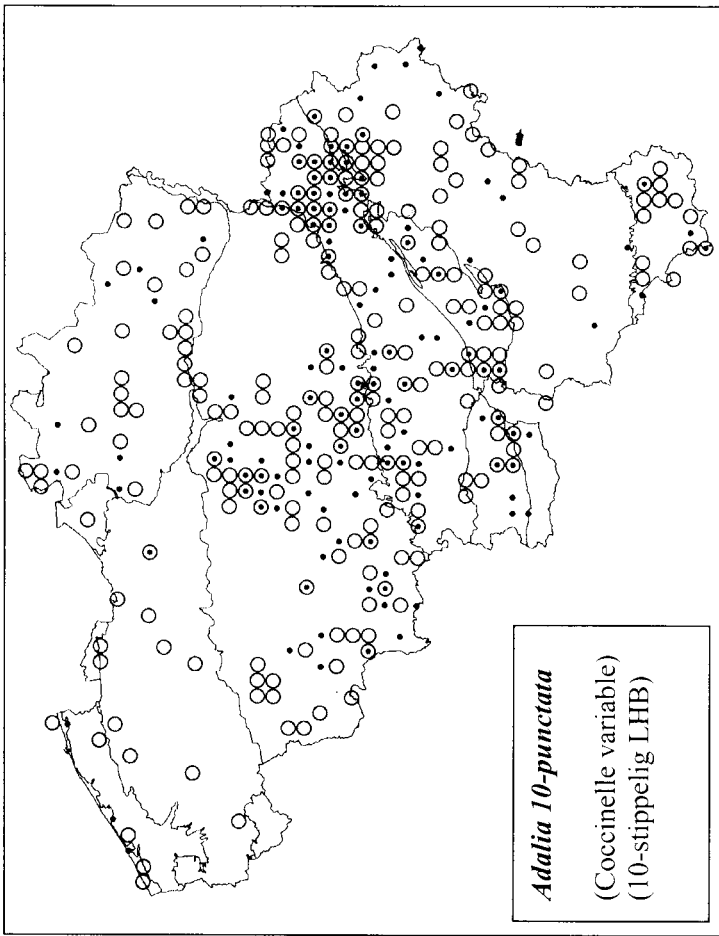 Adalia 10-punctata
(Coccinelle variable)
(10-stippelig LHB)